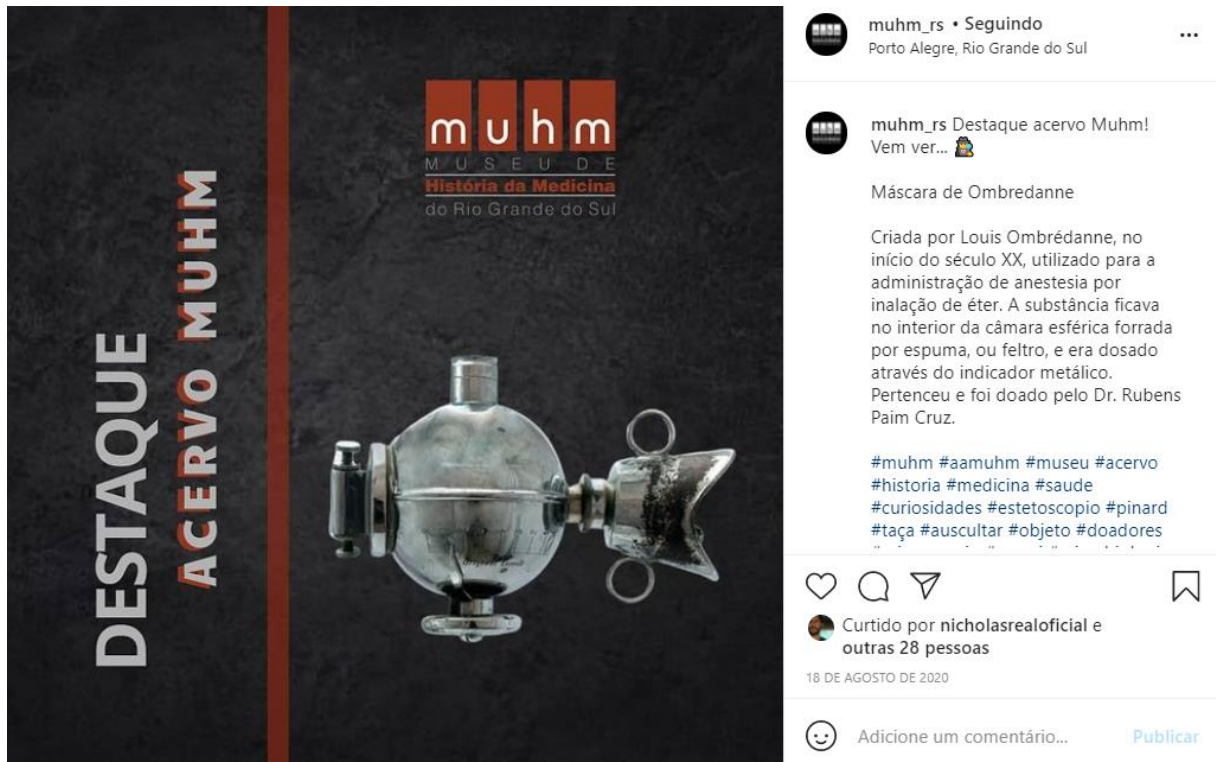 DESTAQUE
ACERVO MUHM
muhm
MUSEU DE
História da Medicina
do Rio Grande do Sul
muhm_rs • Seguindo
Porto Alegre, Rio Grande do Sul
muhm_rs Destaque acervo Muhm!
Vem ver...
Máscara de Ombredanne
Criada por Louis Ombrédanne, no
início do século XX, utilizado para a
administração de anestesia por
inalação de éter. A substância ficava
no interior da câmara esférica forrada
por espuma, ou feltro, e era dosado
através do indicador metálico.
Pertenceu e foi doado pelo Dr. Rubens
Paim Cruz.
#muhm #aamuhm #museu #acervo
#historia #medicina #saude
#curiosidades #estetoscopio #pinard
#taça #auscultar #objeto #doadores
Curtido por nicholasrealoficial e
outras 28 pessoas
18 DE AGOSTO DE 2020
Adicione um comentário...
Publicar